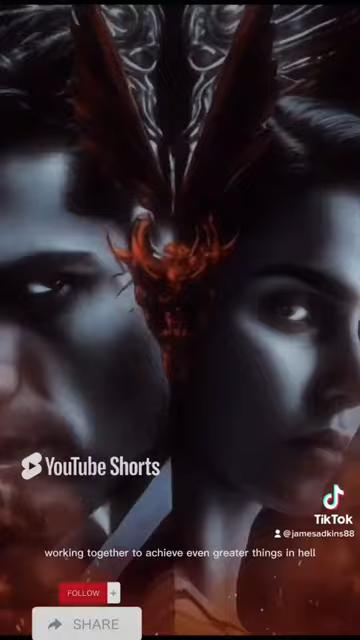 YouTube Shorts
TikTok
@jamesadkins88
working together to achieve even greater things in hell
FOLLOW +
SHARE